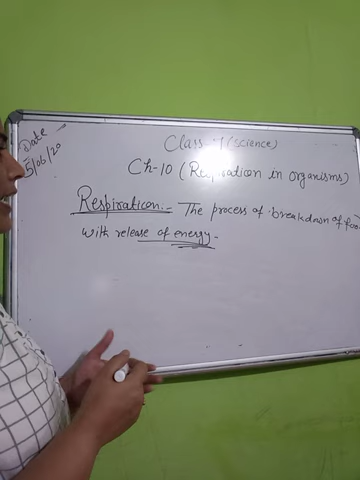 Date
5/06/20
Class - 7 (science)
Ch-10 (Respiration in organisms)
Respiration:- The process of breakdown of food
with release of energy.